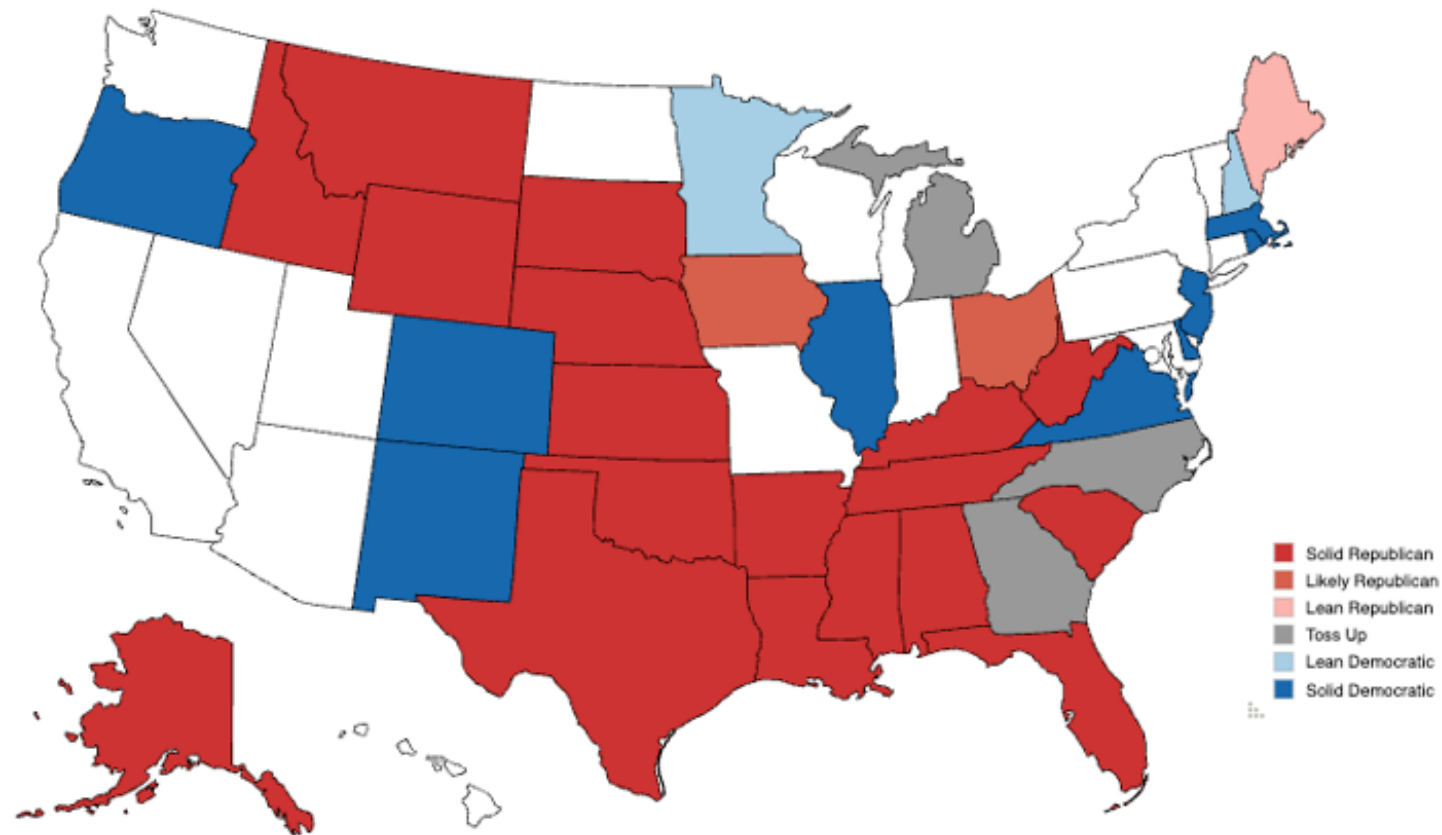 Solid Republican
Likely Republican
Lean Republican
Toss Up
Lean Democratic
Solid Democratic